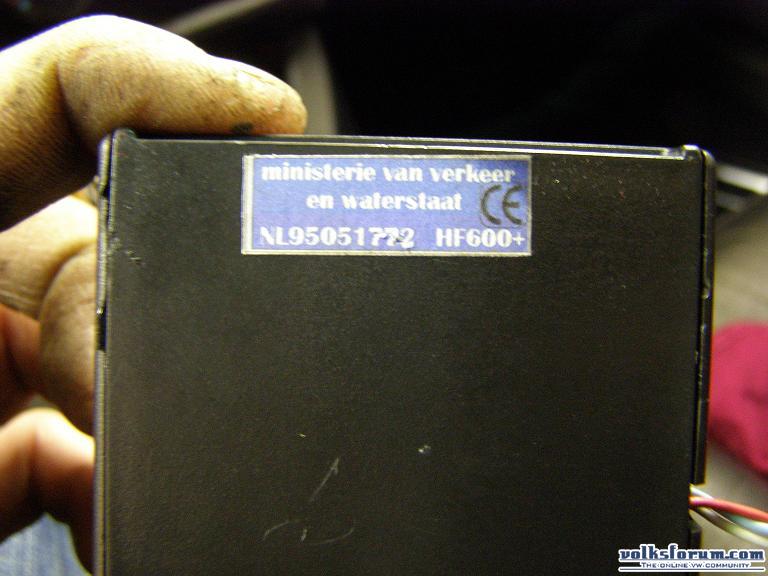 ministerie van verkeer
en waterstaat CE
NL95051772 HF600+
volksforum.com
THE·ONLINE·VW·COMMUNITY